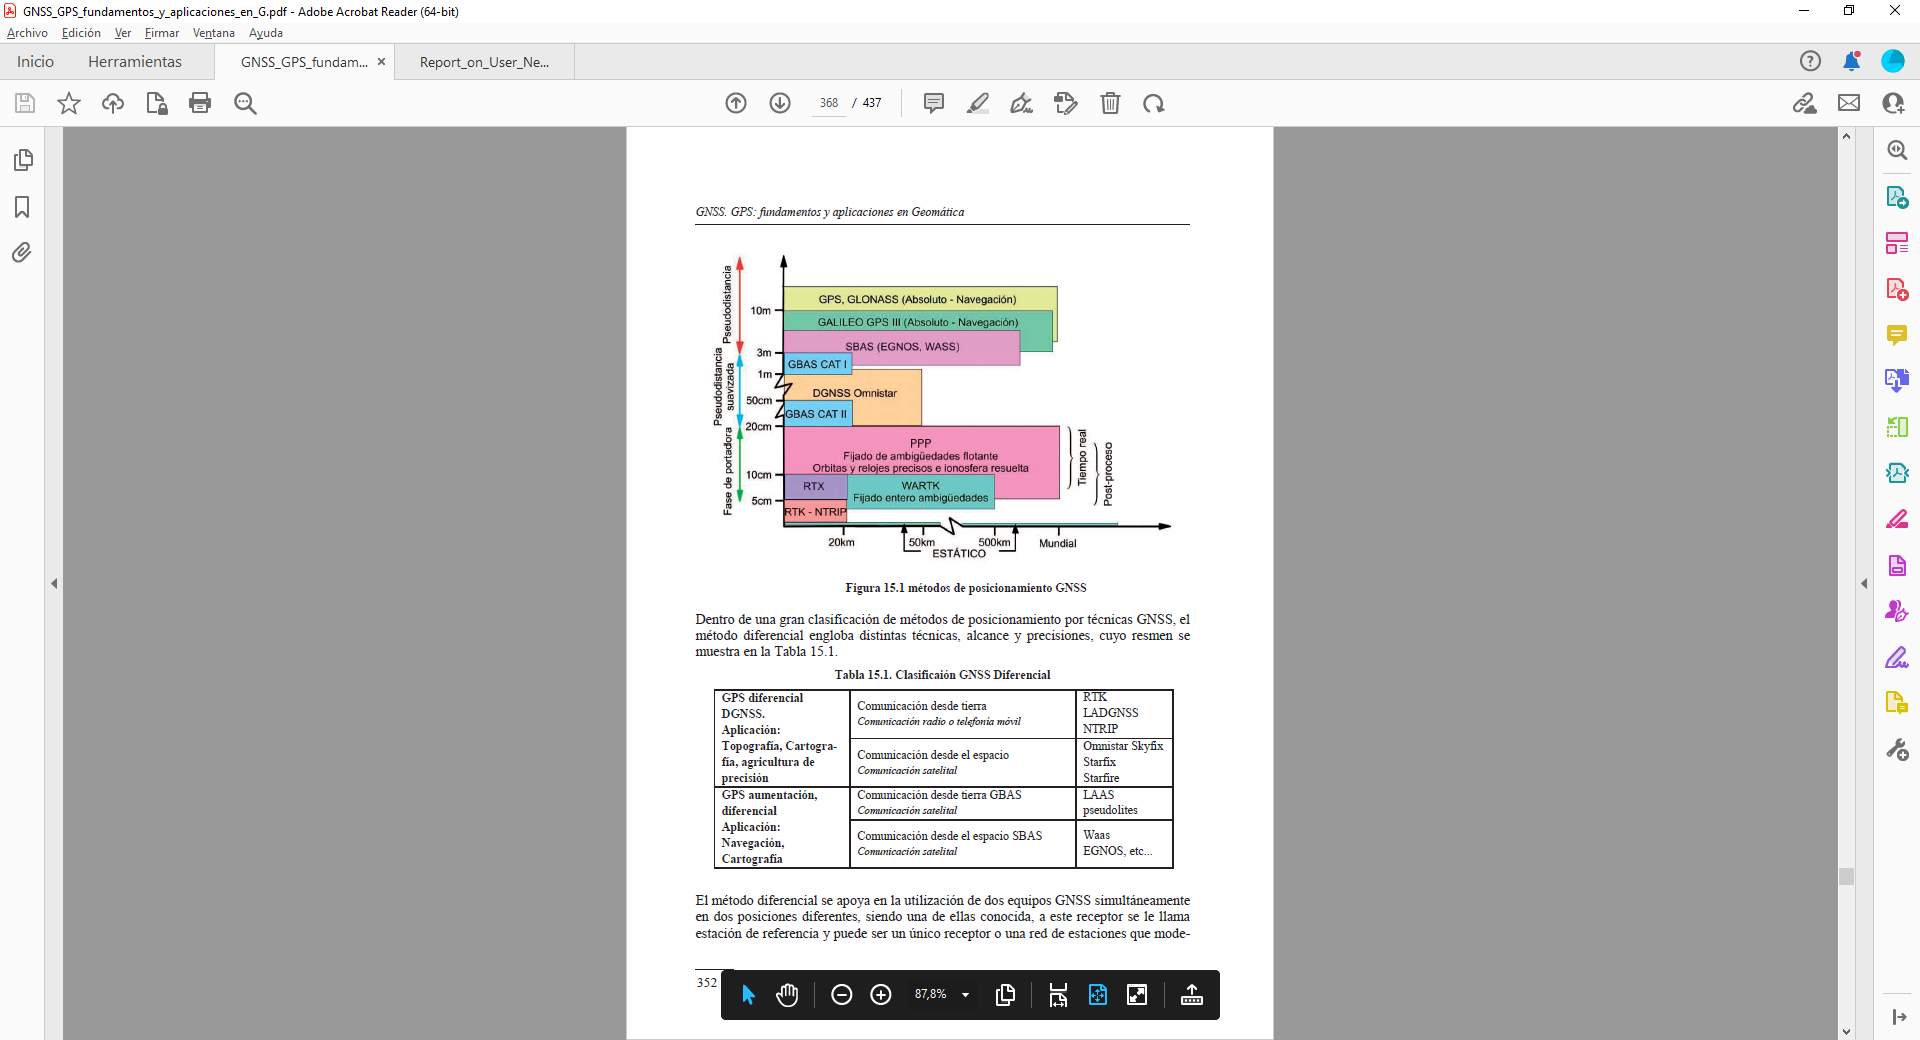 GNSS_GPS_fundamentos_y_aplicaciones_en_G.pdf - Adobe Acrobat Reader (64-bit)
Archivo Edición Ver Firmar Ventana Ayuda
Inicio Herramientas GNSS_GPS_fundam... Report_on_User_Ne...
368 / 437
GNSS. GPS: fundamentos y aplicaciones en Geomática
Pseudodistancia
Pseudodistancia
suavizada
Fase de portadora
10m
3m
1m
50cm
20cm
10cm
5cm
GPS, GLONASS (Absoluto - Navegación)
GALILEO GPS III (Absoluto - Navegación)
SBAS (EGNOS, WASS)
GBAS CAT I
DGNSS Omnistar
GBAS CAT II
PPP
Fijado de ambigüedades flotante
Orbitas y relojes precisos e ionosfera resuelta
RTX
WARTK
Fijado entero ambigüedades
RTK - NTRIP
Tiempo real
Post-proceso
20km 50km 500km Mundial
ESTÁTICO
Figura 15.1 métodos de posicionamiento GNSS
Dentro de una gran clasificación de métodos de posicionamiento por técnicas GNSS, el
método diferencial engloba distintas técnicas, alcance y precisiones, cuyo resmen se
muestra en la Tabla 15.1.
Tabla 15.1. Clasificaión GNSS Diferencial
GPS diferencial
DGNSS.
Aplicación:
Topografía, Cartogra-
fía, agricultura de
precisión
Comunicación desde tierra
Comunicación radio o telefonía móvil
RTK
LADGNSS
NTRIP
Comunicación desde el espacio
Comunicación satelital
Omnistar Skyfix
Starfix
Starfire
GPS aumentación,
diferencial
Aplicación:
Navegación,
Cartografía
Comunicación desde tierra GBAS
Comunicación satelital
LAAS
pseudolites
Comunicación desde el espacio SBAS
Comunicación satelital
Waas
EGNOS, etc...
El método diferencial se apoya en la utilización de dos equipos GNSS simultáneamente
en dos posiciones diferentes, siendo una de ellas conocida, a este receptor se le llama
estación de referencia y puede ser un único receptor o una red de estaciones que mode-
352
87,8%